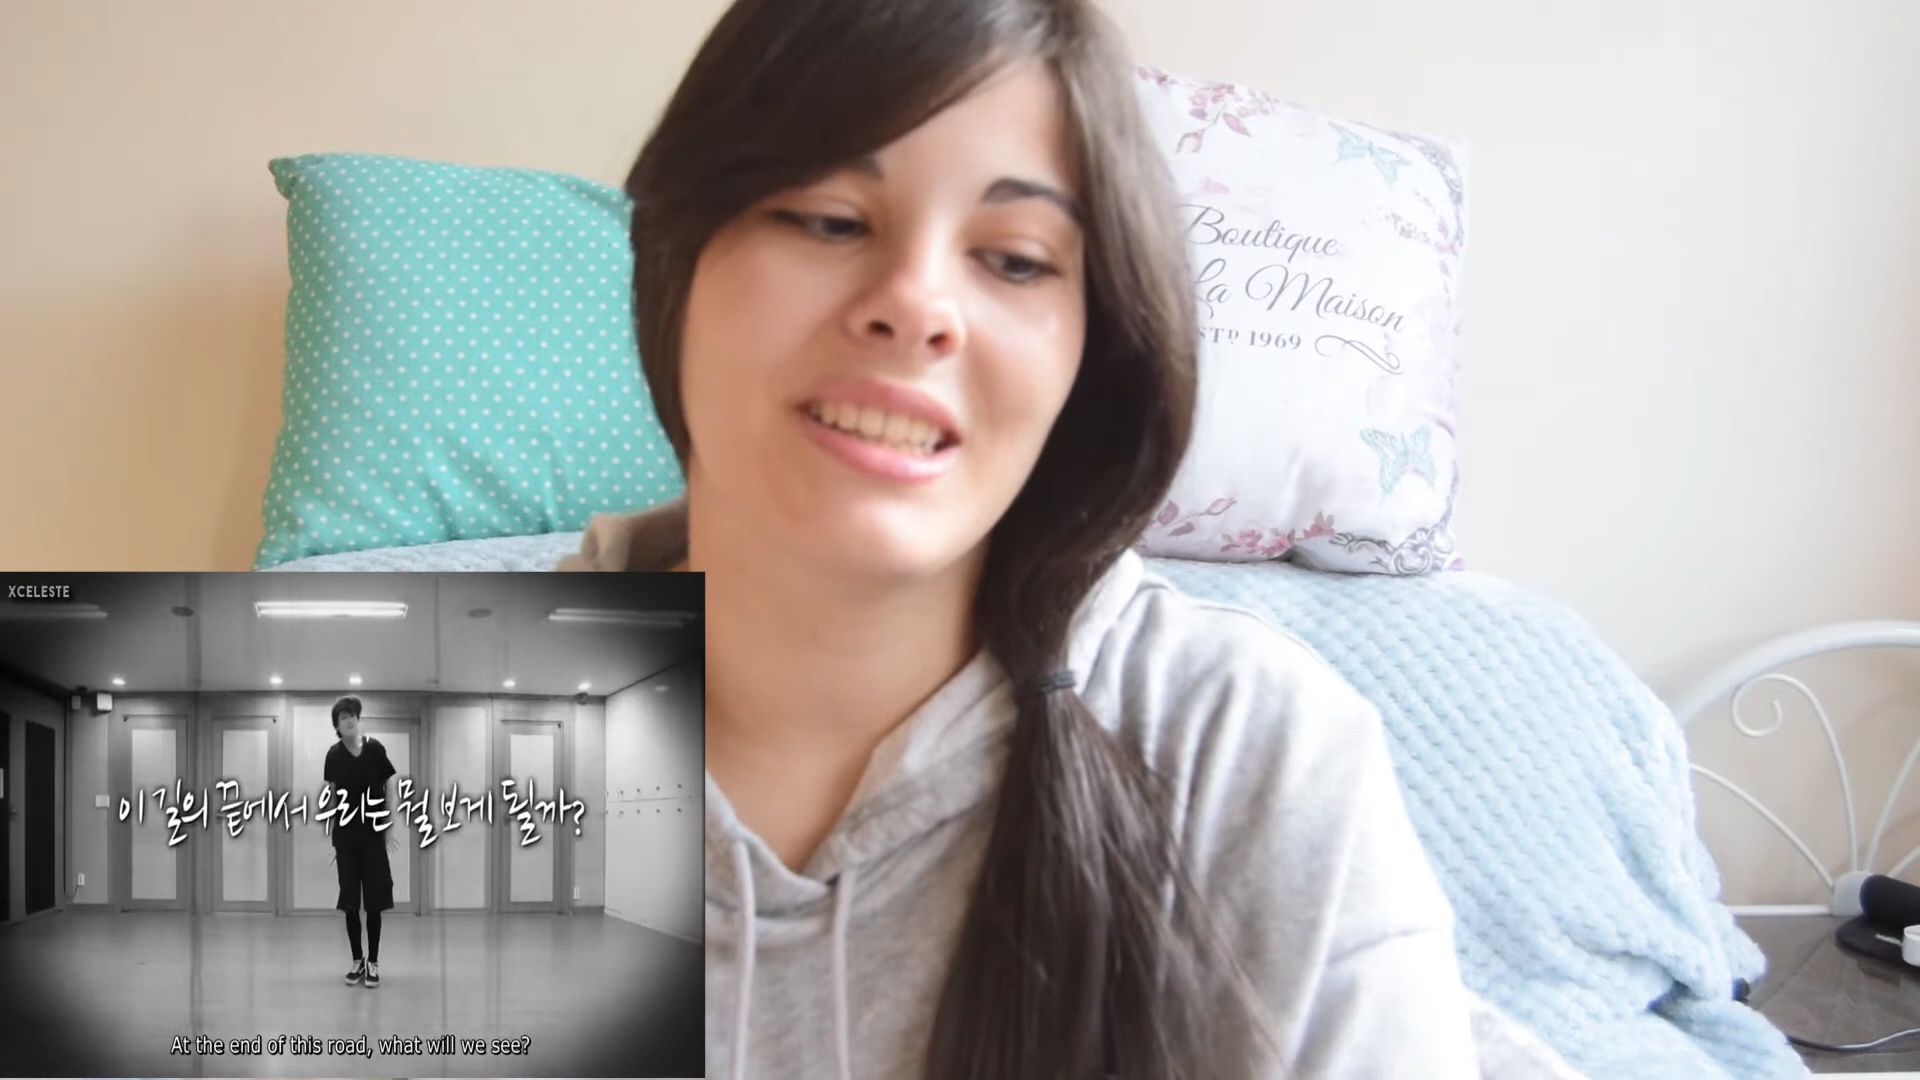 Boutique
La Maison
STD 1969
XCELESTE
이 길의 끝에서 우리는 뭘 보게 될까?
At the end of this road, what will we see?